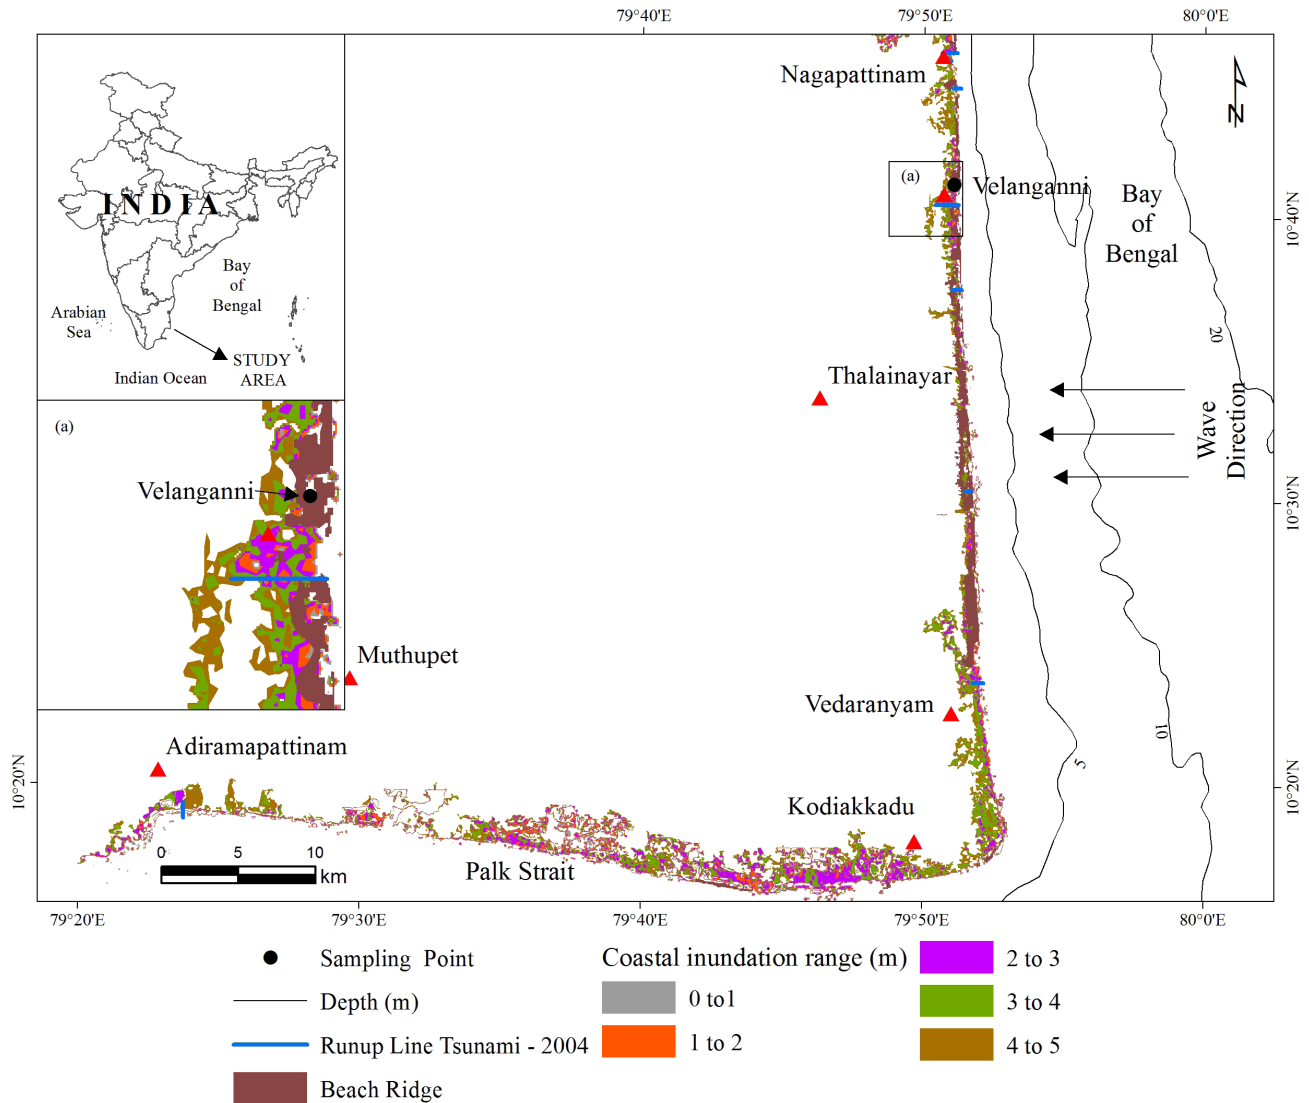 79°40'E
79°50'E
80°0'E
Nagapattinam
N
(a)
Velanganni
Bay
of
Bengal
10°40'N
INDIA
Bay
of
Bengal
Arabian
Sea
STUDY
AREA
Indian Ocean
20
Thalainayar
Wave
Direction
(a)
Velanganni
10°30'N
Muthupet
Vedaranyam
10
5
Adiramapattinam
10°20'N
10°20'N
Kodiakkadu
0
5
10
km
Palk Strait
79°20'E
79°30'E
79°40'E
79°50'E
80°0'E
Sampling Point
Depth (m)
Runup Line Tsunami - 2004
Beach Ridge
Coastal inundation range (m)
0 to1
1 to 2
2 to 3
3 to 4
4 to 5